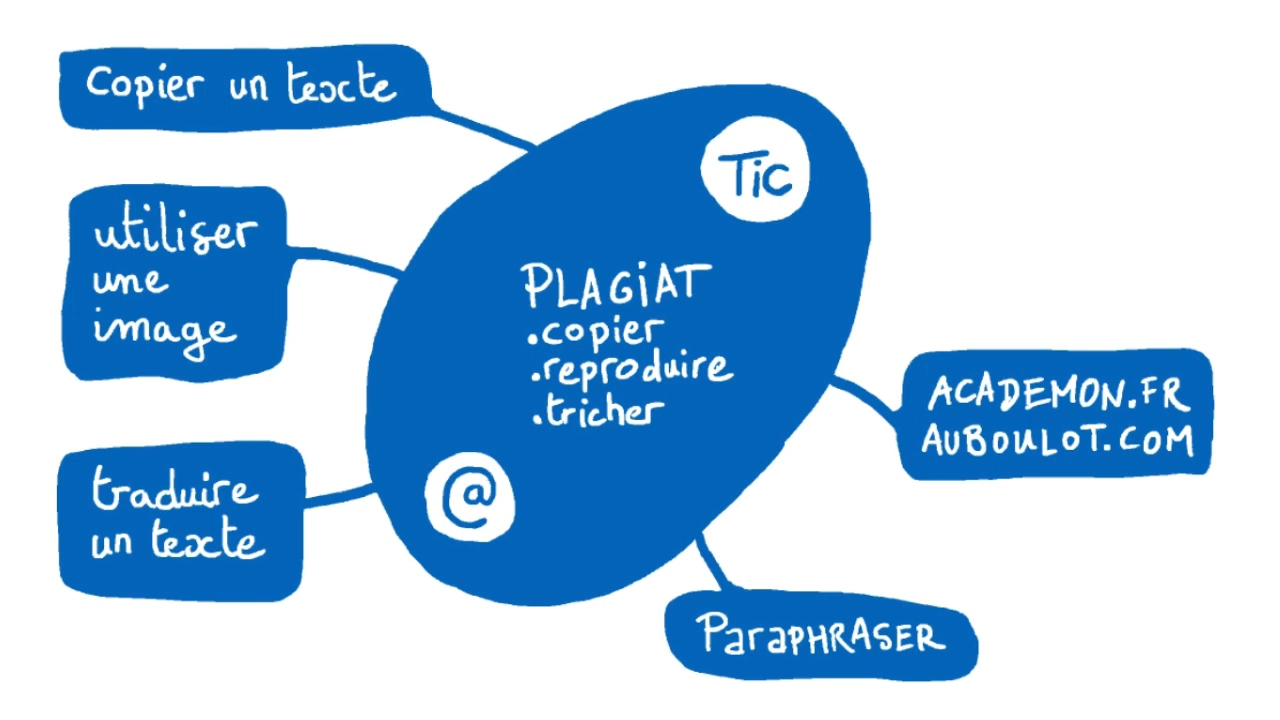 Copier un texte
utiliser
une
image
traduire
un texte
Tic
PLAGiAT
.copier
.reproduire
.tricher
@
ACADEMON.FR
AUBOULOT.COM
ParaPHRASER